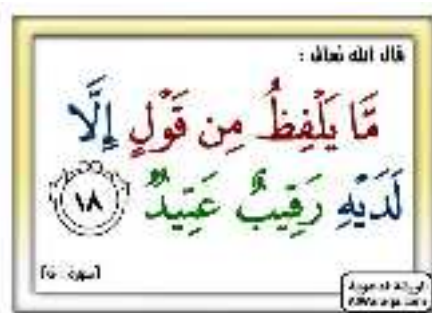 قال الله تعالى :
مَّا يَلْفِظُ مِن قَوْلٍ إِلَّا
لَدَيْهِ رَقِيبٌ عَتِيدٌ ١٨